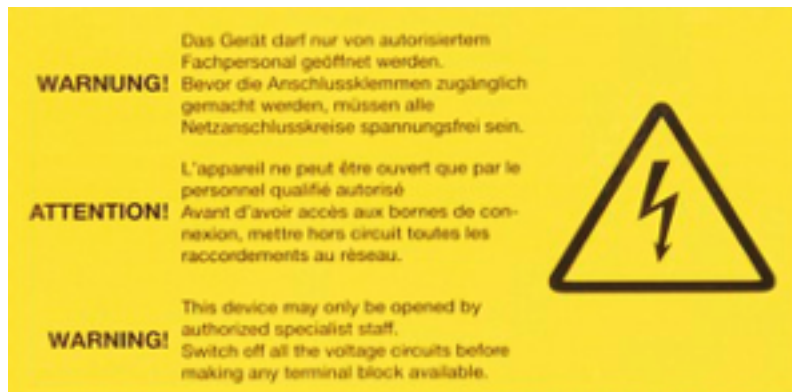 Das Gerät darf nur von autorisiertem
Fachpersonal geöffnet werden.
WARNUNG! Bevor die Anschlussklemmen zugänglich
gemacht werden, müssen alle
Netzanschlusskreise spannungsfrei sein.
L'appareil ne peut être ouvert que par le
personnel qualifié autorisé
ATTENTION! Avant d'avoir accès aux bornes de con-
nexion, mettre hors circuit toutes les
raccordements au rèseau.
This device may only be opened by
authorized specialist staff.
WARNING! Switch off all the voltage circuits before
making any terminal block available.